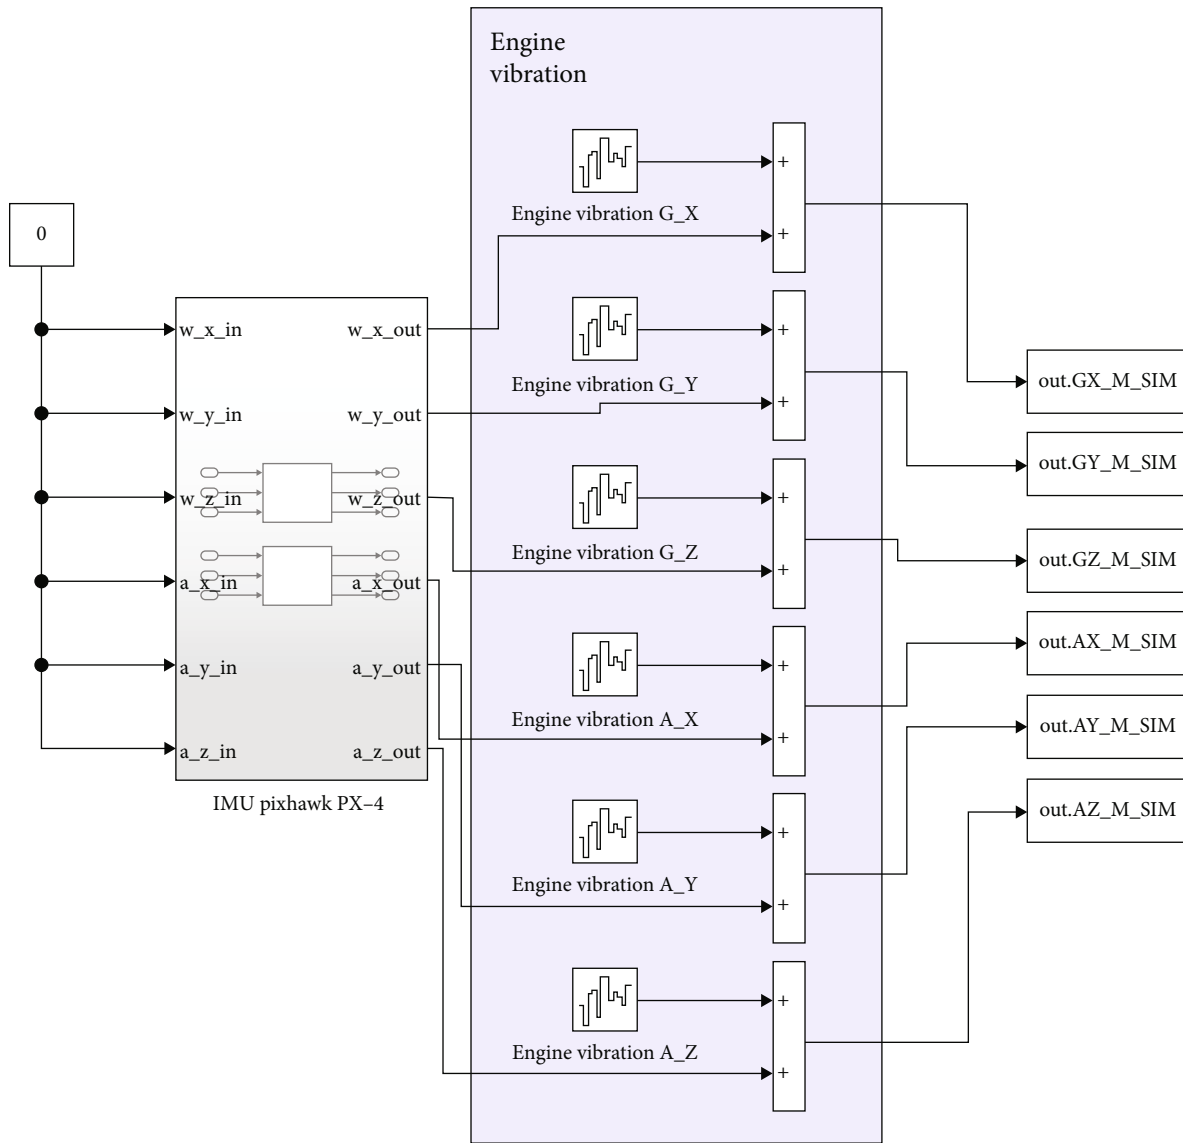 Engine
vibration
+
Engine vibration G_X
+
0
w_x_in
w_x_out
+
Engine vibration G_Y
+
w_y_in
w_y_out
w_z_in
w_z_out
+
Engine vibration G_Z
+
a_x_in
a_x_out
+
Engine vibration A_X
+
a_y_in
a_y_out
a_z_in
a_z_out
IMU pixhawk PX–4
+
Engine vibration A_Y
+
+
Engine vibration A_Z
+
out.GX_M_SIM
out.GY_M_SIM
out.GZ_M_SIM
out.AX_M_SIM
out.AY_M_SIM
out.AZ_M_SIM